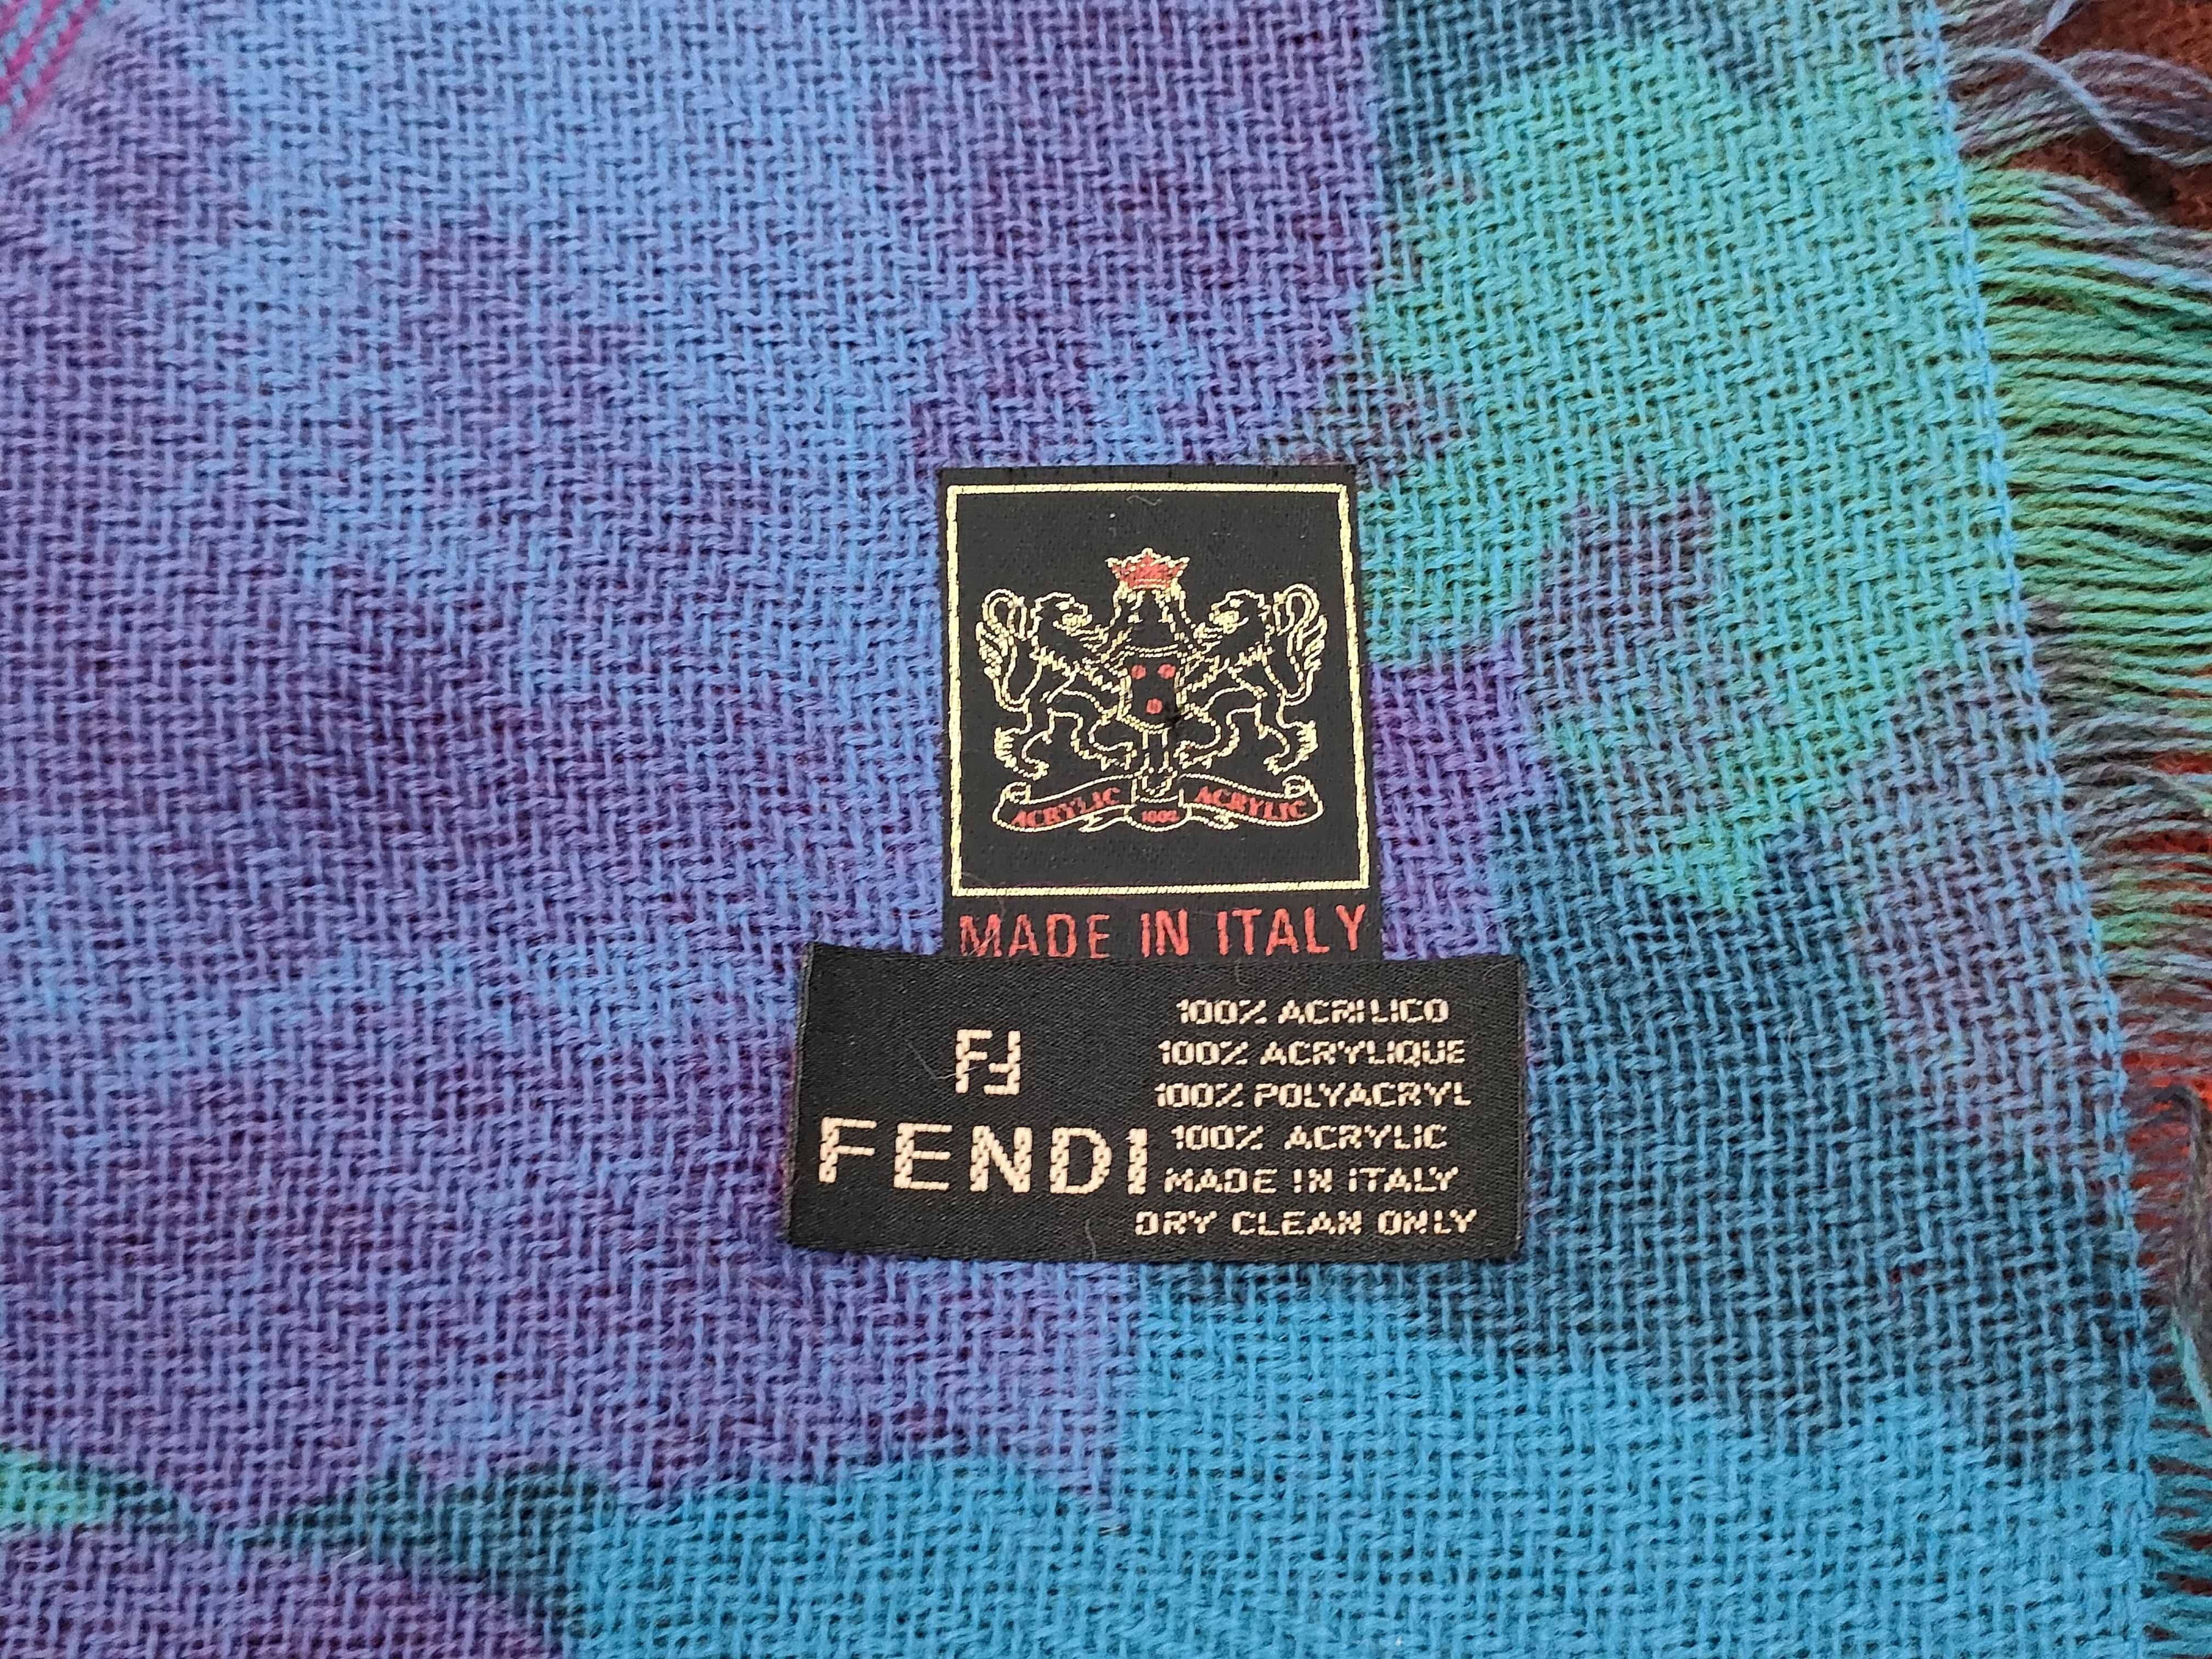 ACRYLIC 100% ACRYLIC
MADE IN ITALY
FF
FENDI
100% ACRILICO
100% ACRYLIQUE
100% POLYACRYL
100% ACRYLIC
MADE IN ITALY
DRY CLEAN ONLY